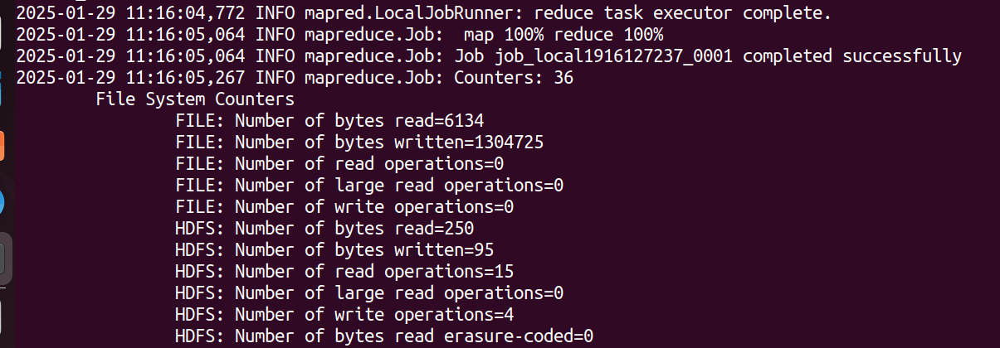 2025-01-29 11:16:04,772 INFO mapred.LocalJobRunner: reduce task executor complete.
2025-01-29 11:16:05,064 INFO mapreduce.Job:  map 100% reduce 100%
2025-01-29 11:16:05,064 INFO mapreduce.Job: Job job_local1916127237_0001 completed successfully
2025-01-29 11:16:05,267 INFO mapreduce.Job: Counters: 36
File System Counters
FILE: Number of bytes read=6134
FILE: Number of bytes written=1304725
FILE: Number of read operations=0
FILE: Number of large read operations=0
FILE: Number of write operations=0
HDFS: Number of bytes read=250
HDFS: Number of bytes written=95
HDFS: Number of read operations=15
HDFS: Number of large read operations=0
HDFS: Number of write operations=4
HDFS: Number of bytes read erasure-coded=0